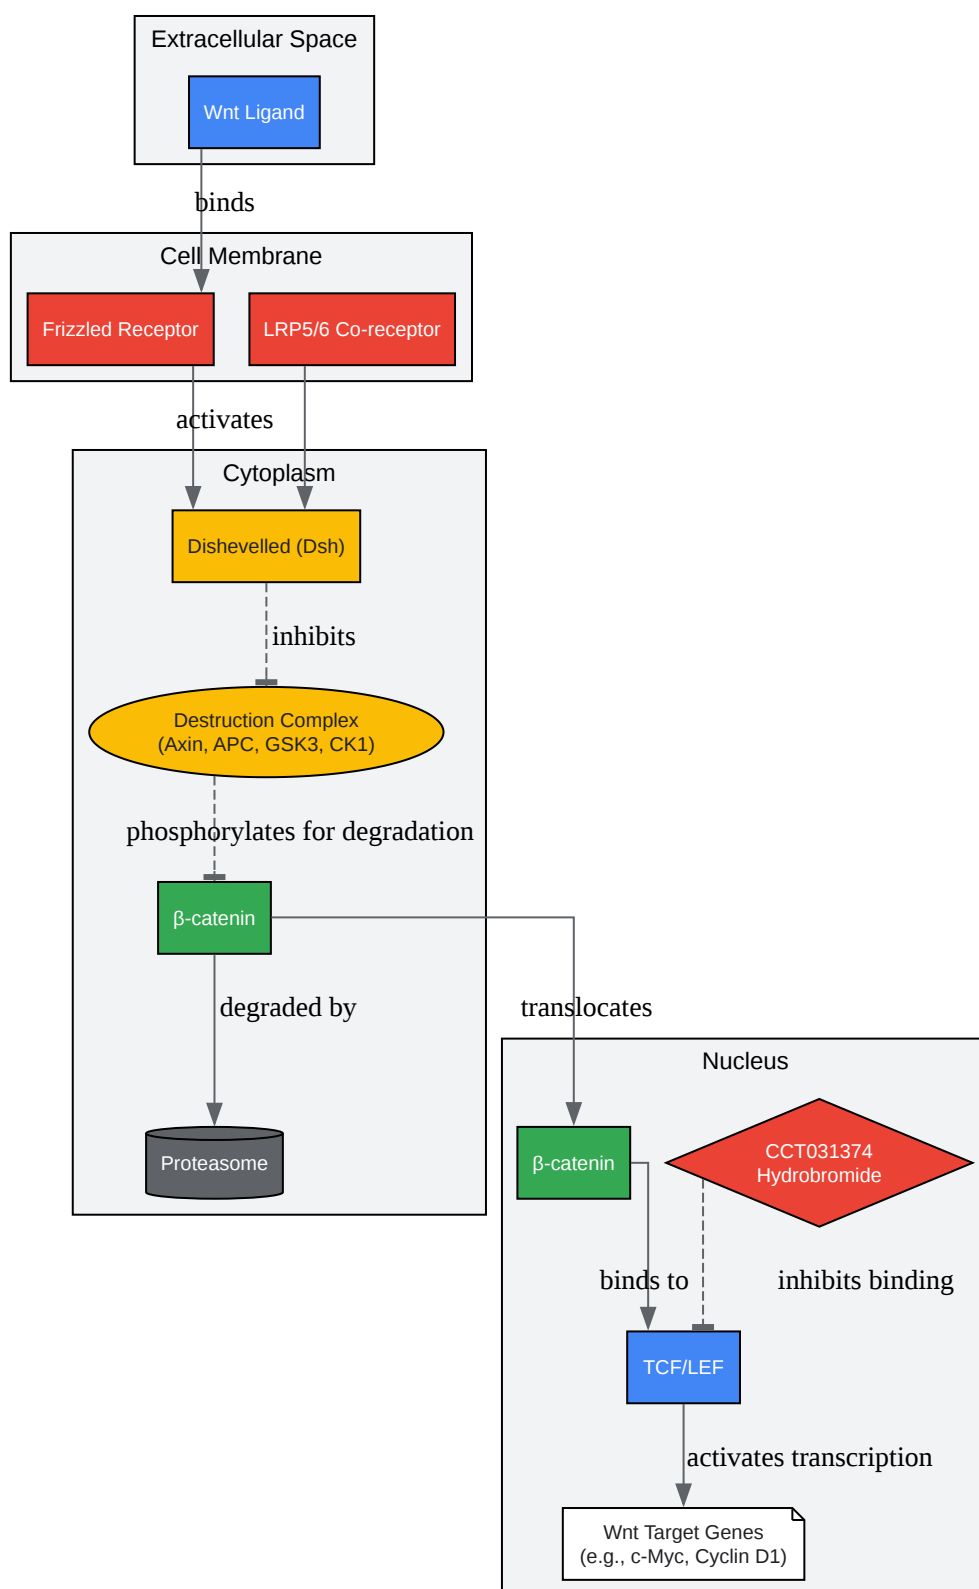 Extracellular Space
Wnt Ligand
binds
Cell Membrane
Frizzled Receptor
LRP5/6 Co-receptor
activates
Cytoplasm
Dishevelled (Dsh)
inhibits
Destruction Complex
(Axin, APC, GSK3, CK1)
phosphorylates for degradation
β-catenin
degraded by
translocates
Proteasome
Nucleus
β-catenin
CCT031374
Hydrobromide
binds to
inhibits binding
TCF/LEF
activates transcription
Wnt Target Genes
(e.g., c-Myc, Cyclin D1)